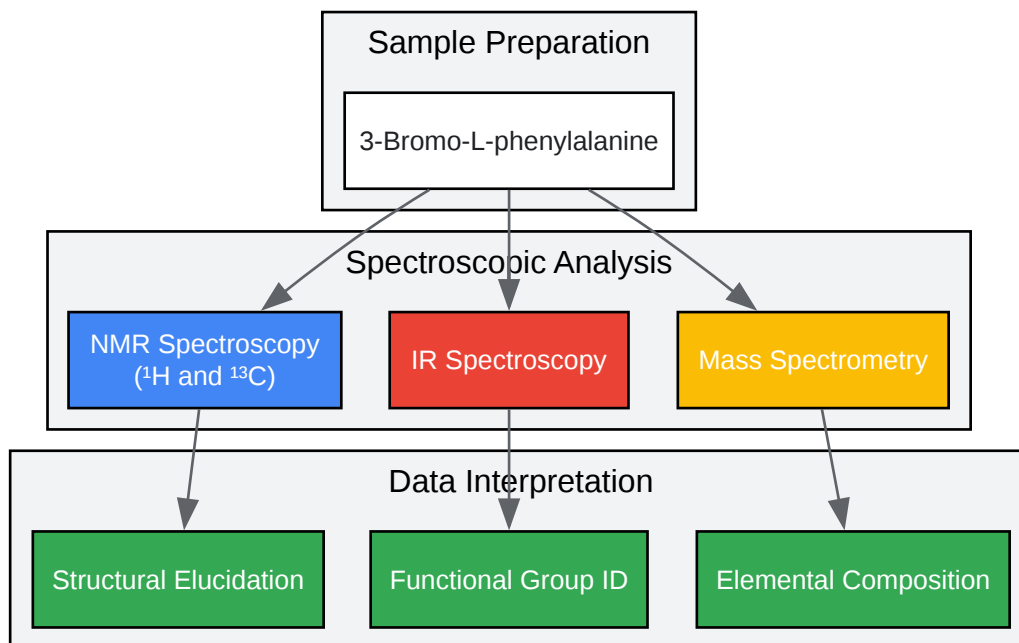 Sample Preparation
3-Bromo-L-phenylalanine
Spectroscopic Analysis
NMR Spectroscopy
(¹H and ¹³C)
IR Spectroscopy
Mass Spectrometry
Data Interpretation
Structural Elucidation
Functional Group ID
Elemental Composition